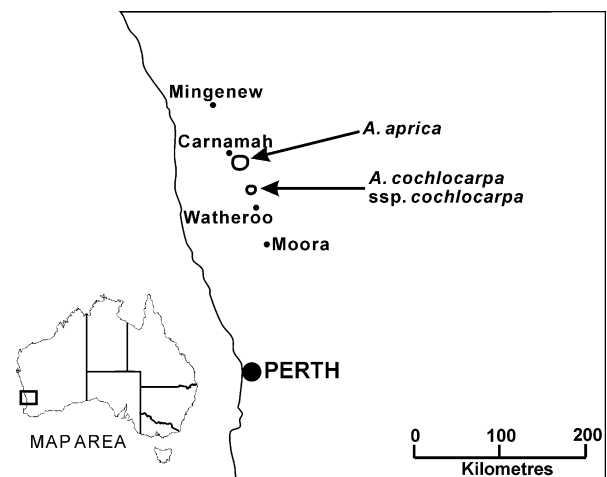 Mingenew
A. aprica
Carnamah
A. cochlocarpa
ssp. cochlocarpa
Watheroo
Moora
PERTH
MAP AREA
0 100 200
Kilometres